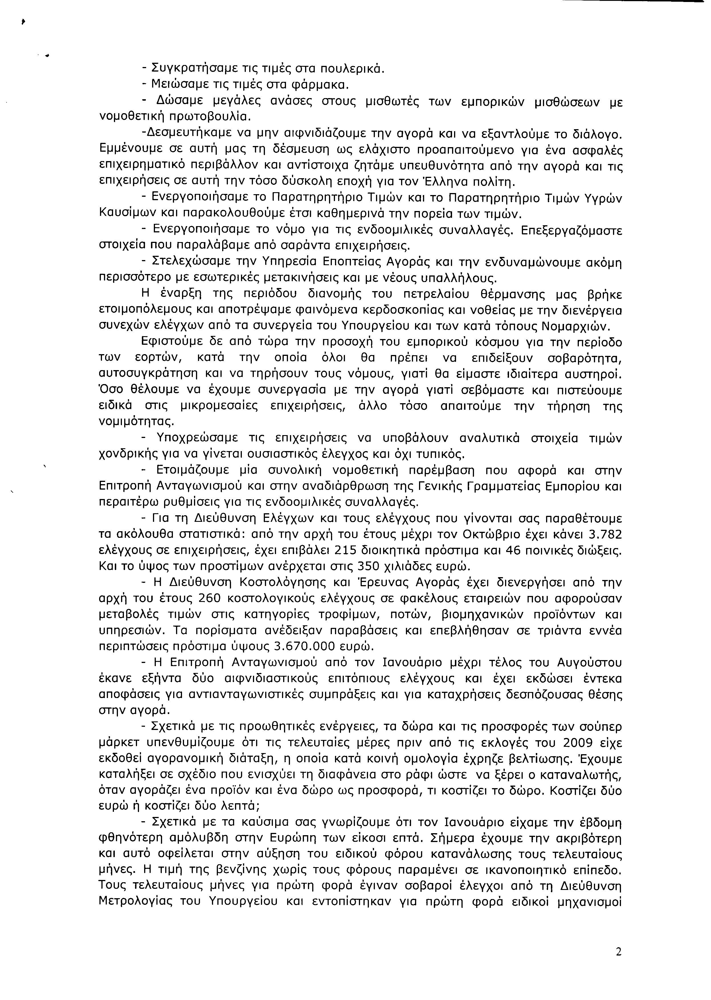 - Συγκρατήσαμε τις τιμές στα πουλερικά.
- Μειώσαμε τις τιμές στα φάρμακα.
- Δώσαμε μεγάλες ανάσες στους μισθωτές των εμπορικών μισθώσεων με
νομοθετική πρωτοβουλία.
-Δεσμευτήκαμε να μην αιφνιδιάζουμε την αγορά και να εξαντλούμε το διάλογο.
Εμμένουμε σε αυτή μας τη δέσμευση ως ελάχιστο προαπαιτούμενο για ένα ασφαλές
επιχειρηματικό περιβάλλον και αντίστοιχα ζητάμε υπευθυνότητα από την αγορά και τις
επιχειρήσεις σε αυτή την τόσο δύσκολη εποχή για τον Έλληνα πολίτη.
- Ενεργοποιήσαμε το Παρατηρητήριο Τιμών και το Παρατηρητήριο Τιμών Υγρών
Καυσίμων και παρακολουθούμε έτσι καθημερινά την πορεία των τιμών.
- Ενεργοποιήσαμε το νόμο για τις ενδοομιλικές συναλλαγές. Επεξεργαζόμαστε
στοιχεία που παραλάβαμε από σαράντα επιχειρήσεις.
- Στελεχώσαμε την Υπηρεσία Εποπτείας Αγοράς και την ενδυναμώνουμε ακόμη
περισσότερο με εσωτερικές μετακινήσεις και με νέους υπαλλήλους.
Η έναρξη της περιόδου διανομής του πετρελαίου θέρμανσης μας βρήκε
ετοιμοπόλεμους και αποτρέψαμε φαινόμενα κερδοσκοπίας και νοθείας με την διενέργεια
συνεχών ελέγχων από τα συνεργεία του Υπουργείου και των κατά τόπους Νομαρχιών.
Εφιστούμε δε από τώρα την προσοχή του εμπορικού κόσμου για την περίοδο
των εορτών, κατά την οποία όλοι θα πρέπει να επιδείξουν σοβαρότητα,
αυτοσυγκράτηση και να τηρήσουν τους νόμους, γιατί θα είμαστε ιδιαίτερα αυστηροί.
Όσο θέλουμε να έχουμε συνεργασία με την αγορά γιατί σεβόμαστε και πιστεύουμε
ειδικά στις μικρομεσαίες επιχειρήσεις, άλλο τόσο απαιτούμε την τήρηση της
νομιμότητας.
- Υποχρεώσαμε τις επιχειρήσεις να υποβάλουν αναλυτικά στοιχεία τιμών
χονδρικής για να γίνεται ουσιαστικός έλεγχος και όχι τυπικός.
- Ετοιμάζουμε μία συνολική νομοθετική παρέμβαση που αφορά και στην
Επιτροπή Ανταγωνισμού και στην αναδιάρθρωση της Γενικής Γραμματείας Εμπορίου και
περαιτέρω ρυθμίσεις για τις ενδοομιλικές συναλλαγές.
- Για τη Διεύθυνση Ελέγχων και τους ελέγχους που γίνονται σας παραθέτουμε
τα ακόλουθα στατιστικά: από την αρχή του έτους μέχρι τον Οκτώβριο έχει κάνει 3.782
ελέγχους σε επιχειρήσεις, έχει επιβάλει 215 διοικητικά πρόστιμα και 46 ποινικές διώξεις.
Και το ύψος των προστίμων ανέρχεται στις 350 χιλιάδες ευρώ.
- Η Διεύθυνση Κοστολόγησης και Έρευνας Αγοράς έχει διενεργήσει από την
αρχή του έτους 260 κοστολογικούς ελέγχους σε φακέλους εταιρειών που αφορούσαν
μεταβολές τιμών στις κατηγορίες τροφίμων, ποτών, βιομηχανικών προϊόντων και
υπηρεσιών. Τα πορίσματα ανέδειξαν παραβάσεις και επεβλήθησαν σε τριάντα εννέα
περιπτώσεις πρόστιμα ύψους 3.670.000 ευρώ.
- Η Επιτροπή Ανταγωνισμού από τον Ιανουάριο μέχρι τέλος του Αυγούστου
έκανε εξήντα δύο αιφνιδιαστικούς επιτόπιους ελέγχους και έχει εκδώσει έντεκα
αποφάσεις για αντιανταγωνιστικές συμπράξεις και για καταχρήσεις δεσπόζουσας θέσης
στην αγορά.
- Σχετικά με τις προωθητικές ενέργειες, τα δώρα και τις προσφορές των σούπερ
μάρκετ υπενθυμίζουμε ότι τις τελευταίες μέρες πριν από τις εκλογές του 2009 είχε
εκδοθεί αγορανομική διάταξη, η οποία κατά κοινή ομολογία έχρηζε βελτίωσης. Έχουμε
καταλήξει σε σχέδιο που ενισχύει τη διαφάνεια στο ράφι ώστε να ξέρει ο καταναλωτής,
όταν αγοράζει ένα προϊόν και ένα δώρο ως προσφορά, τι κοστίζει το δώρο. Κοστίζει δύο
ευρώ ή κοστίζει δύο λεπτά;
- Σχετικά με τα καύσιμα σας γνωρίζουμε ότι τον Ιανουάριο είχαμε την έβδομη
φθηνότερη αμόλυβδη στην Ευρώπη των είκοσι επτά. Σήμερα έχουμε την ακριβότερη
και αυτό οφείλεται στην αύξηση του ειδικού φόρου κατανάλωσης τους τελευταίους
μήνες. Η τιμή της βενζίνης χωρίς τους φόρους παραμένει σε ικανοποιητικό επίπεδο.
Τους τελευταίους μήνες για πρώτη φορά έγιναν σοβαροί έλεγχοι από τη Διεύθυνση
Μετρολογίας του Υπουργείου και εντοπίστηκαν για πρώτη φορά ειδικοί μηχανισμοί
2